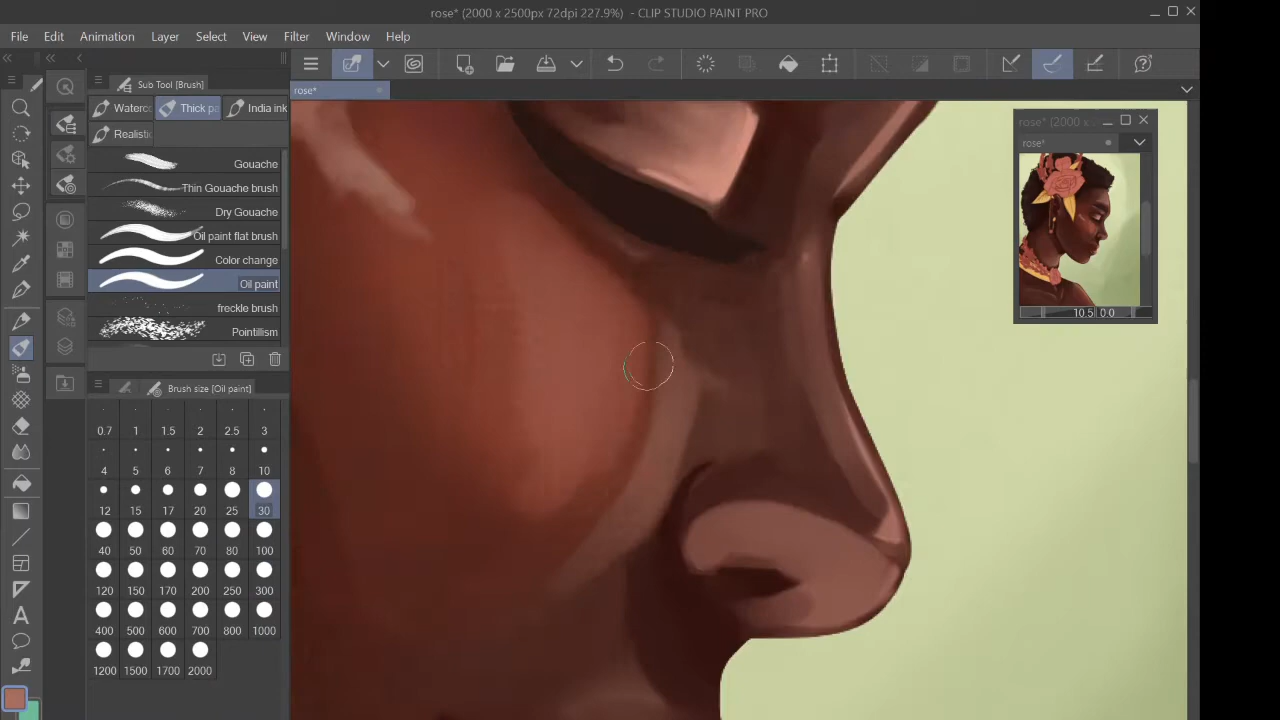 rose* (2000 x 2500px 72dpi 227.9%) - CLIP STUDIO PAINT PRO
File Edit Animation Layer Select View Filter Window Help
Sub Tool [Brush]
rose*
Waterc Thick pa India ink
Realistic
Gouache
Thin Gouache brush
Dry Gouache
Oil paint flat brush
Color change
Oil paint
freckle brush
Pointillism
Brush size [Oil paint]
0.7 1 1.5 2 2.5 3
4 5 6 7 8 10
12 15 17 20 25 30
40 50 60 70 80 100
120 150 170 200 250 300
400 500 600 700 800 1000
1200 1500 1700 2000
rose* (2000 x
rose*
10.5 0.0